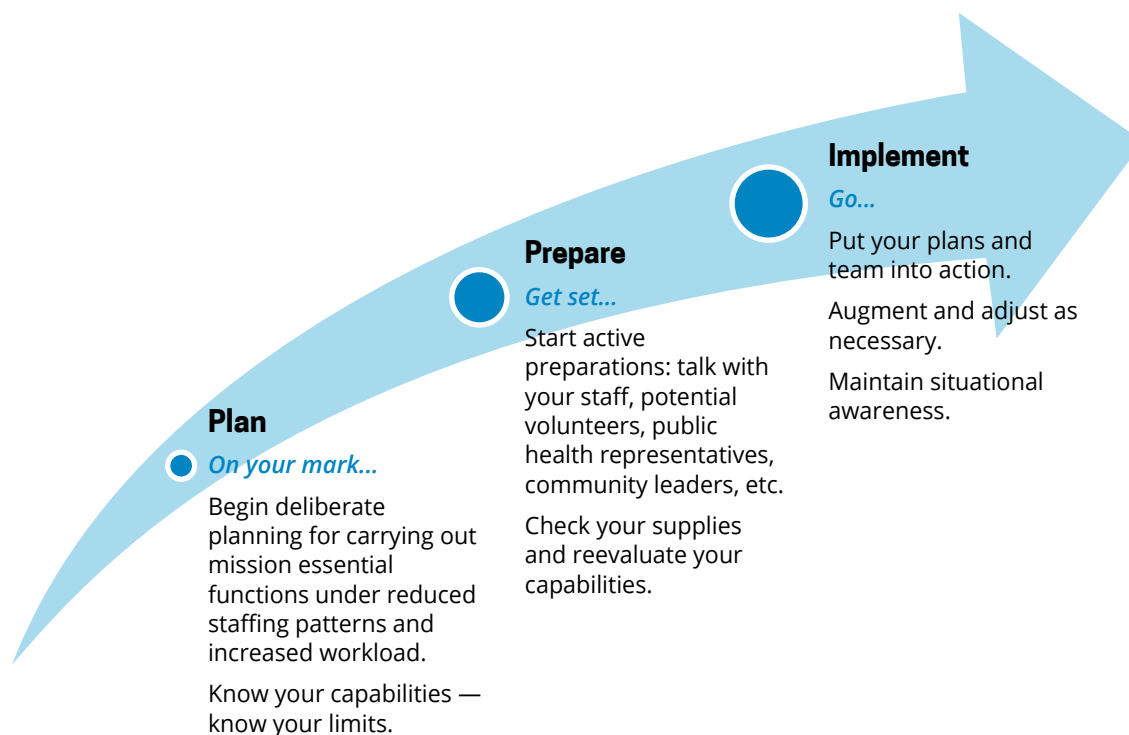 Plan
On your mark...
Begin deliberate
planning for carrying out
mission essential
functions under reduced
staffing patterns and
increased workload.
Know your capabilities —
know your limits.
Prepare
Get set...
Start active
preparations: talk with
your staff, potential
volunteers, public
health representatives,
community leaders, etc.
Check your supplies
and reevaluate your
capabilities.
Implement
Go...
Put your plans and
team into action.
Augment and adjust as
necessary.
Maintain situational
awareness.